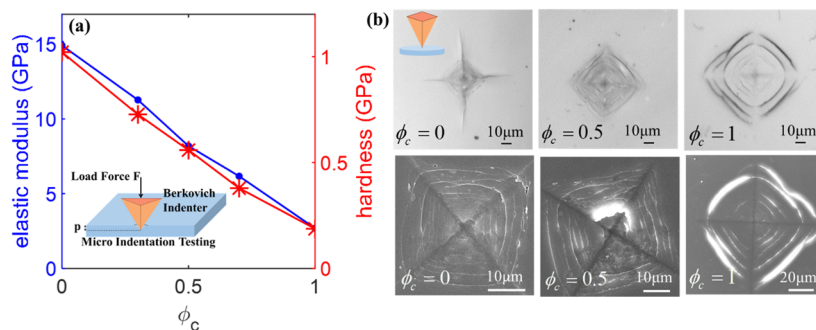 (a)
15
10
5
0
elastic modulus (GPa)
1
0.5
0
hardness (GPa)
Load Force F
Berkovich
Indenter
p :
Micro Indentation Testing
0
0.5
1
ϕc
(b)
ϕc = 0
10μm
ϕc = 0.5
10μm
ϕc = 1
10μm
ϕc = 0
10μm
ϕc = 0.5
10μm
ϕc = 1
20μm